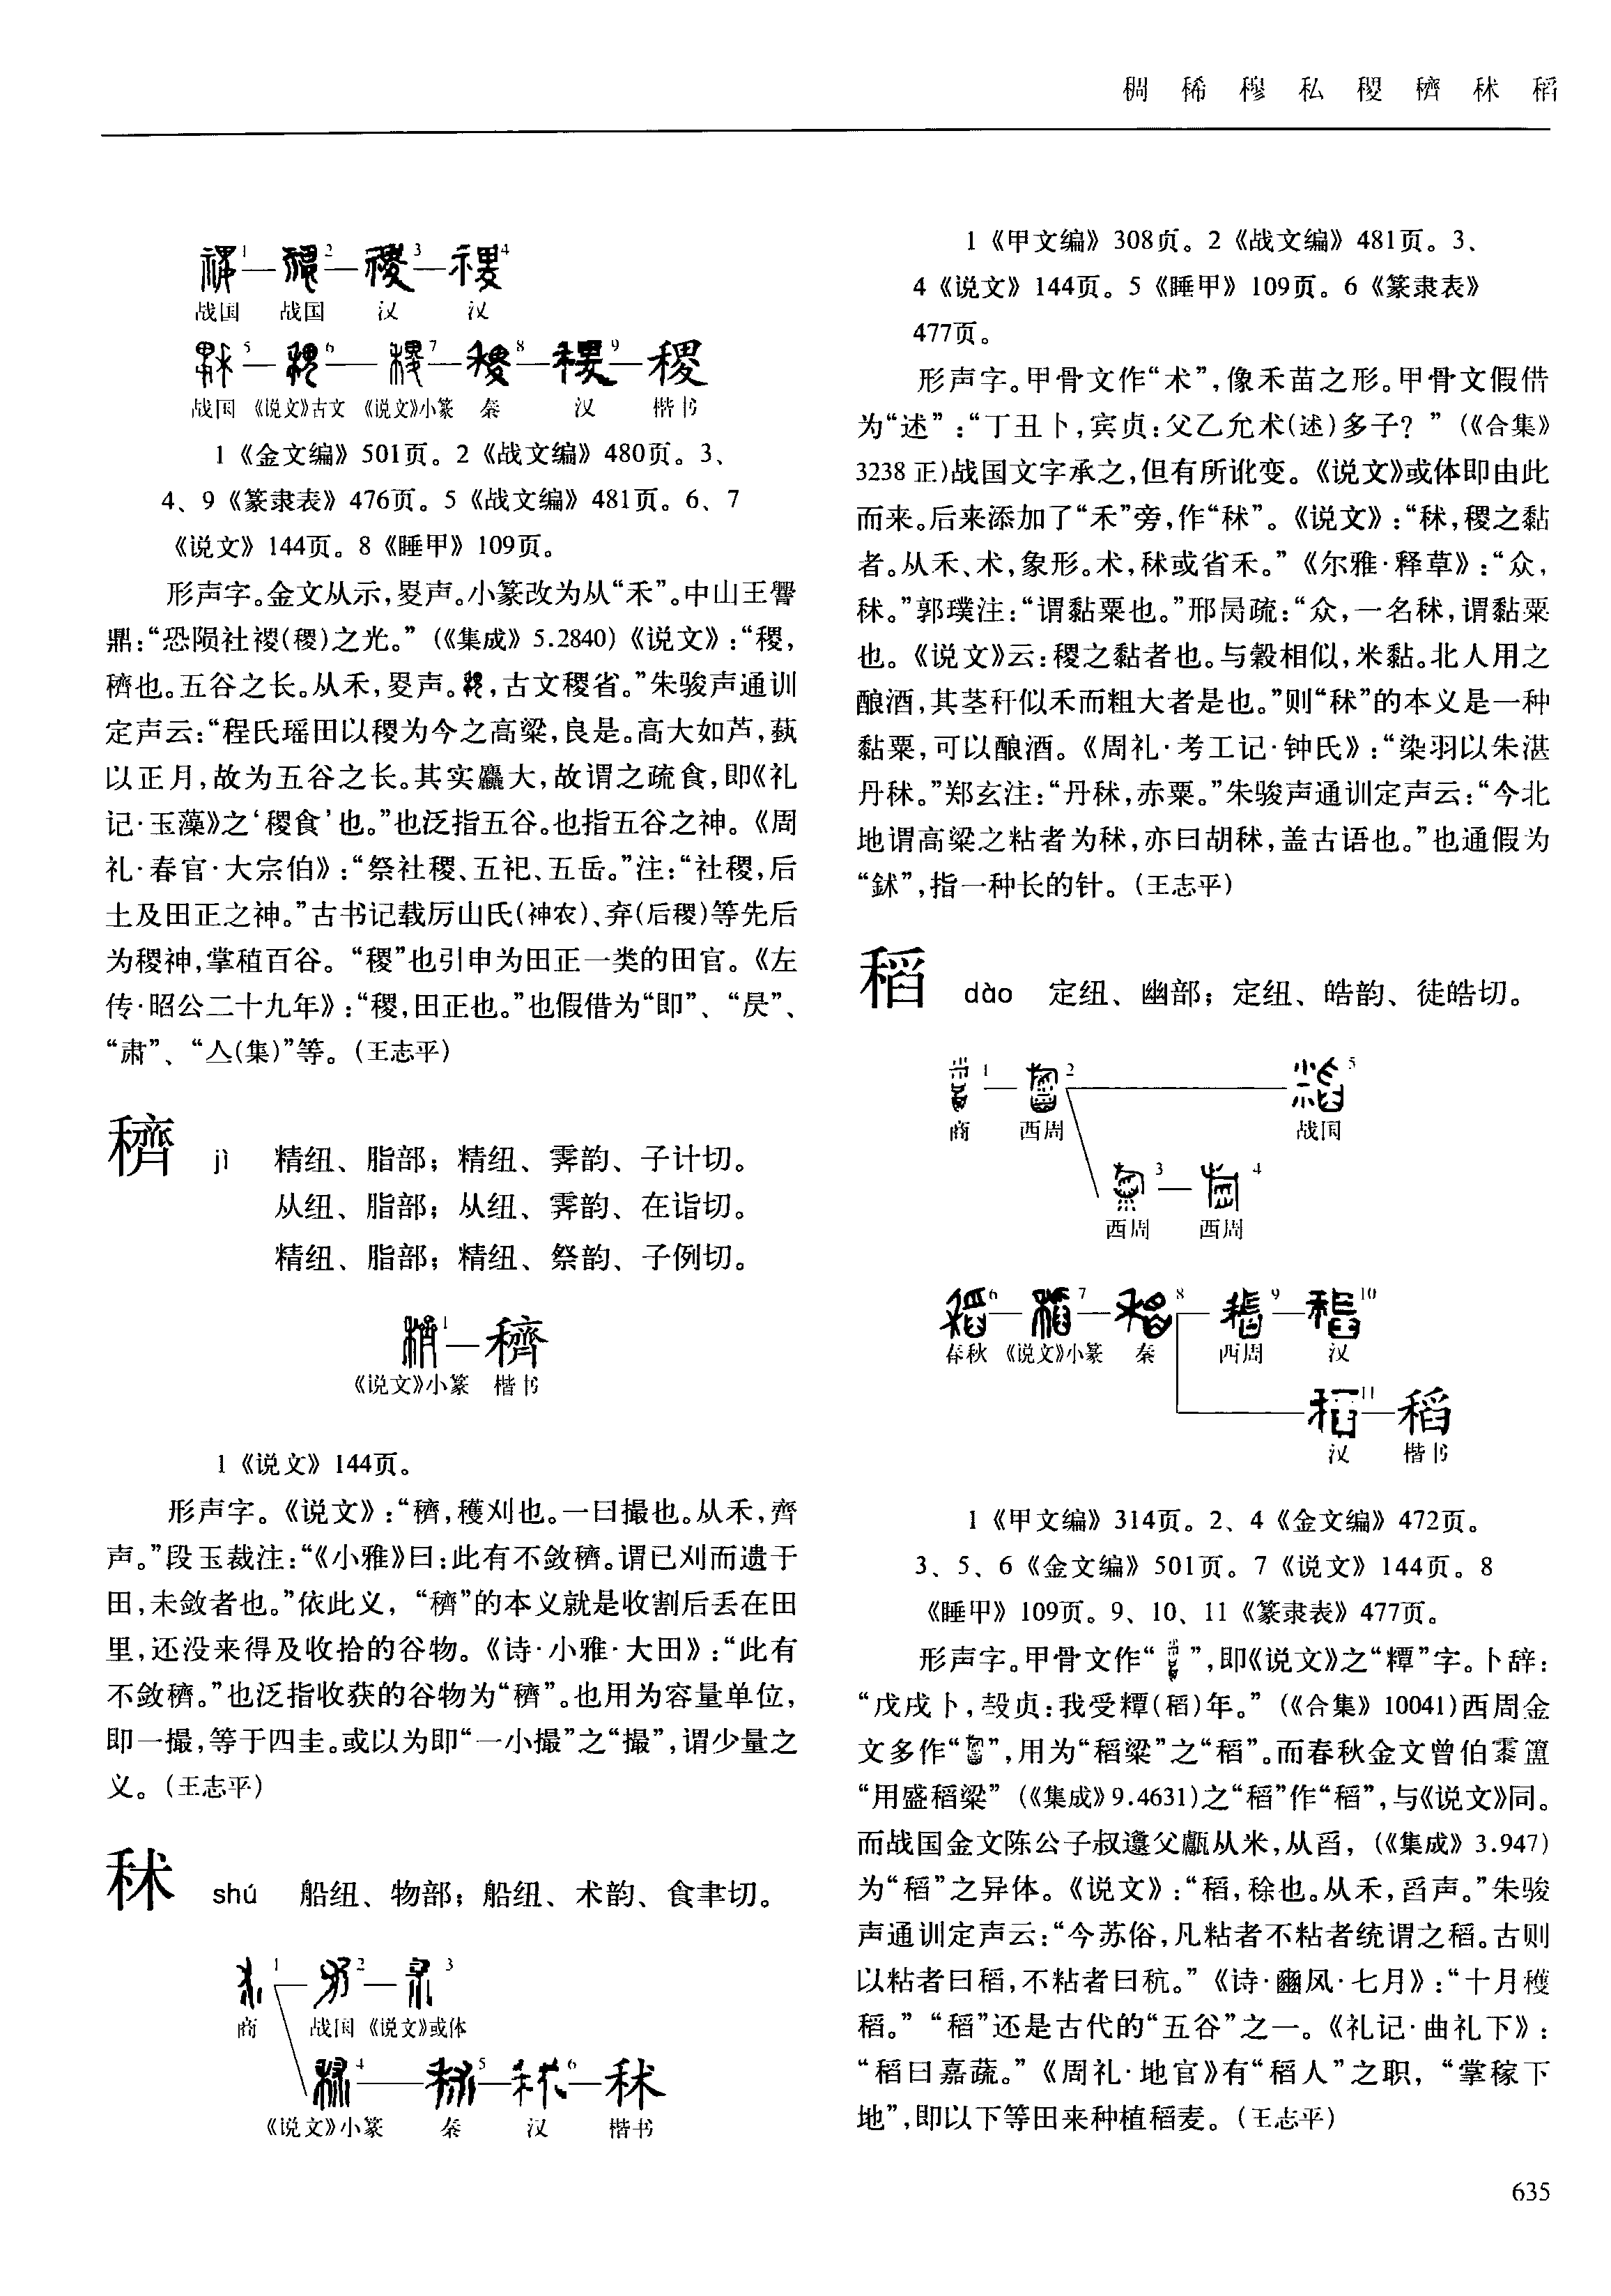 稠 稀 穆 私 稷 穧 秫 稻
1 2 3 4
战国 战国 汉 汉
5 6 7 8 9 稷
战国 《说文》古文 《说文》小篆 秦 汉 楷书
1《金文编》501页。2《战文编》480页。3、
4、9《篆隶表》476页。5《战文编》481页。6、7
《说文》144页。8《睡甲》109页。
形声字。金文从示，畟声。小篆改为从“禾”。中山王𰯼
鼎：“恐陨社禝(稷)之光。”(《集成》5.2840)《说文》：“稷，
穧也。五谷之长。从禾，畟声。，古文稷省。”朱骏声通训
定声云：“程氏瑶田以稷为今之高粱，良是。高大如芦，蓺
以正月，故为五谷之长。其实麤大，故谓之疏食，即《礼
记·玉藻》之‘稷食’也。”也泛指五谷。也指五谷之神。《周
礼·春官·大宗伯》：“祭社稷、五祀、五岳。”注：“社稷，后
土及田正之神。”古书记载厉山氏(神农)、弃(后稷)等先后
为稷神，掌稙百谷。“稷”也引申为田正一类的田官。《左
传·昭公二十九年》：“稷，田正也。”也假借为“即”、“昃”、
“肃”、“亼(集)”等。(王志平)
穧 jì 精纽、脂部；精纽、霁韵、子计切。
从纽、脂部；从纽、霁韵、在诣切。
精纽、脂部；精纽、祭韵、子例切。
1 穧
《说文》小篆 楷书
1《说文》144页。
形声字。《说文》：“穧，穫刈也。一曰撮也。从禾，齊
声。”段玉裁注：“《小雅》曰：此有不敛穧。谓已刈而遗于
田，未敛者也。”依此义，“穧”的本义就是收割后丢在田
里，还没来得及收拾的谷物。《诗·小雅·大田》：“此有
不敛穧。”也泛指收获的谷物为“穧”。也用为容量单位，
即一撮，等于四圭。或以为即“一小撮”之“撮”，谓少量之
义。(王志平)
秫 shú 船纽、物部；船纽、术韵、食聿切。
1 2 3
商 战国 《说文》或体
4 5 6 秫
《说文》小篆 秦 汉 楷书
1《甲文编》308页。2《战文编》481页。3、
4《说文》144页。5《睡甲》109页。6《篆隶表》
477页。
形声字。甲骨文作“术”，像禾苗之形。甲骨文假借
为“述”：“丁丑卜，宾贞：父乙允术(述)多子？”(《合集》
3238正)战国文字承之，但有所讹变。《说文》或体即由此
而来。后来添加了“禾”旁，作“秫”。《说文》：“秫，稷之黏
者。从禾、术，象形。术，秫或省禾。”《尔雅·释草》：“众，
秫。”郭璞注：“谓黏粟也。”邢昺疏：“众，一名秫，谓黏粟
也。《说文》云：稷之黏者也。与穀相似，米黏。北人用之
酿酒，其茎秆似禾而粗大者是也。”则“秫”的本义是一种
黏粟，可以酿酒。《周礼·考工记·钟氏》：“染羽以朱湛
丹秫。”郑玄注：“丹秫，赤粟。”朱骏声通训定声云：“今北
地谓高粱之粘者为秫，亦曰胡秫，盖古语也。”也通假为
“鉥”，指一种长的针。(王志平)
稻 dào 定纽、幽部；定纽、皓韵、徒皓切。
1 2 5
商 西周 战国
3 4
西周 西周
6 7 8 9 10
春秋 《说文》小篆 秦 西周 汉
11 稻
汉 楷书
1《甲文编》314页。2、4《金文编》472页。
3、5、6《金文编》501页。7《说文》144页。8
《睡甲》109页。9、10、11《篆隶表》477页。
形声字。甲骨文作“”，即《说文》之“糧”字。卜辞：
“戊戌卜，㱿贞：我受(稻)年。”(《合集》10041)西周金
文多作“”，用为“稻粱”之“稻”。而春秋金文曾伯霥簠
“用盛稻粱”(《集成》9.4631)之“稻”作“稻”，与《说文》同。
而战国金文陈公子叔邍父甗从米，从舀，(《集成》3.947)
为“稻”之异体。《说文》：“稻，稌也。从禾，舀声。”朱骏
声通训定声云：“今苏俗，凡粘者不粘者统谓之稻。古则
以粘者曰稻，不粘者曰秔。”《诗·豳风·七月》：“十月穫
稻。”“稻”还是古代的“五谷”之一。《礼记·曲礼下》：
“稻曰嘉蔬。”《周礼·地官》有“稻人”之职，“掌稼下
地”，即以下等田来种植稻麦。(王志平)
635